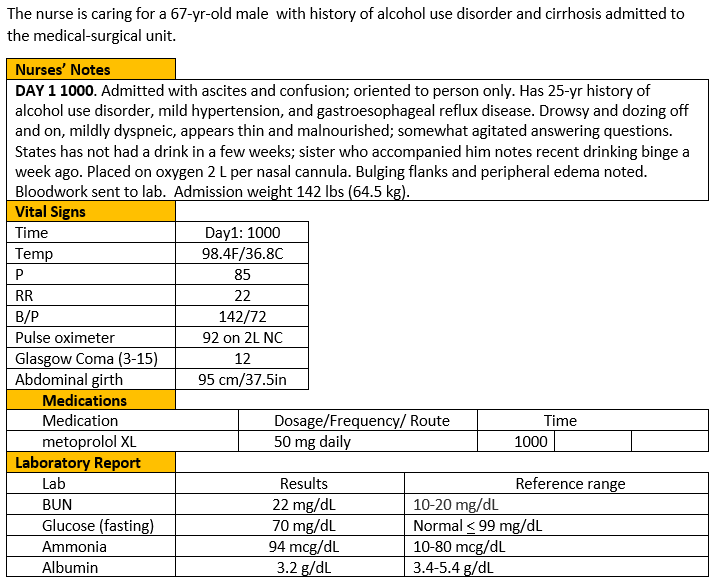 The nurse is caring for a 67-yr-old male with history of alcohol use disorder and cirrhosis admitted to
the medical-surgical unit.
Nurses’ Notes
DAY 1 1000. Admitted with ascites and confusion; oriented to person only. Has 25-yr history of
alcohol use disorder, mild hypertension, and gastroesophageal reflux disease. Drowsy and dozing off
and on, mildly dyspneic, appears thin and malnourished; somewhat agitated answering questions.
States has not had a drink in a few weeks; sister who accompanied him notes recent drinking binge a
week ago. Placed on oxygen 2 L per nasal cannula. Bulging flanks and peripheral edema noted.
Bloodwork sent to lab. Admission weight 142 lbs (64.5 kg).
Vital Signs
Time Day1: 1000
Temp 98.4F/36.8C
P 85
RR 22
B/P 142/72
Pulse oximeter 92 on 2L NC
Glasgow Coma (3-15) 12
Abdominal girth 95 cm/37.5in
Medications
Medication Dosage/Frequency/ Route Time
metoprolol XL 50 mg daily 1000
Laboratory Report
Lab Results Reference range
BUN 22 mg/dL 10-20 mg/dL
Glucose (fasting) 70 mg/dL Normal ≤ 99 mg/dL
Ammonia 94 mcg/dL 10-80 mcg/dL
Albumin 3.2 g/dL 3.4-5.4 g/dL